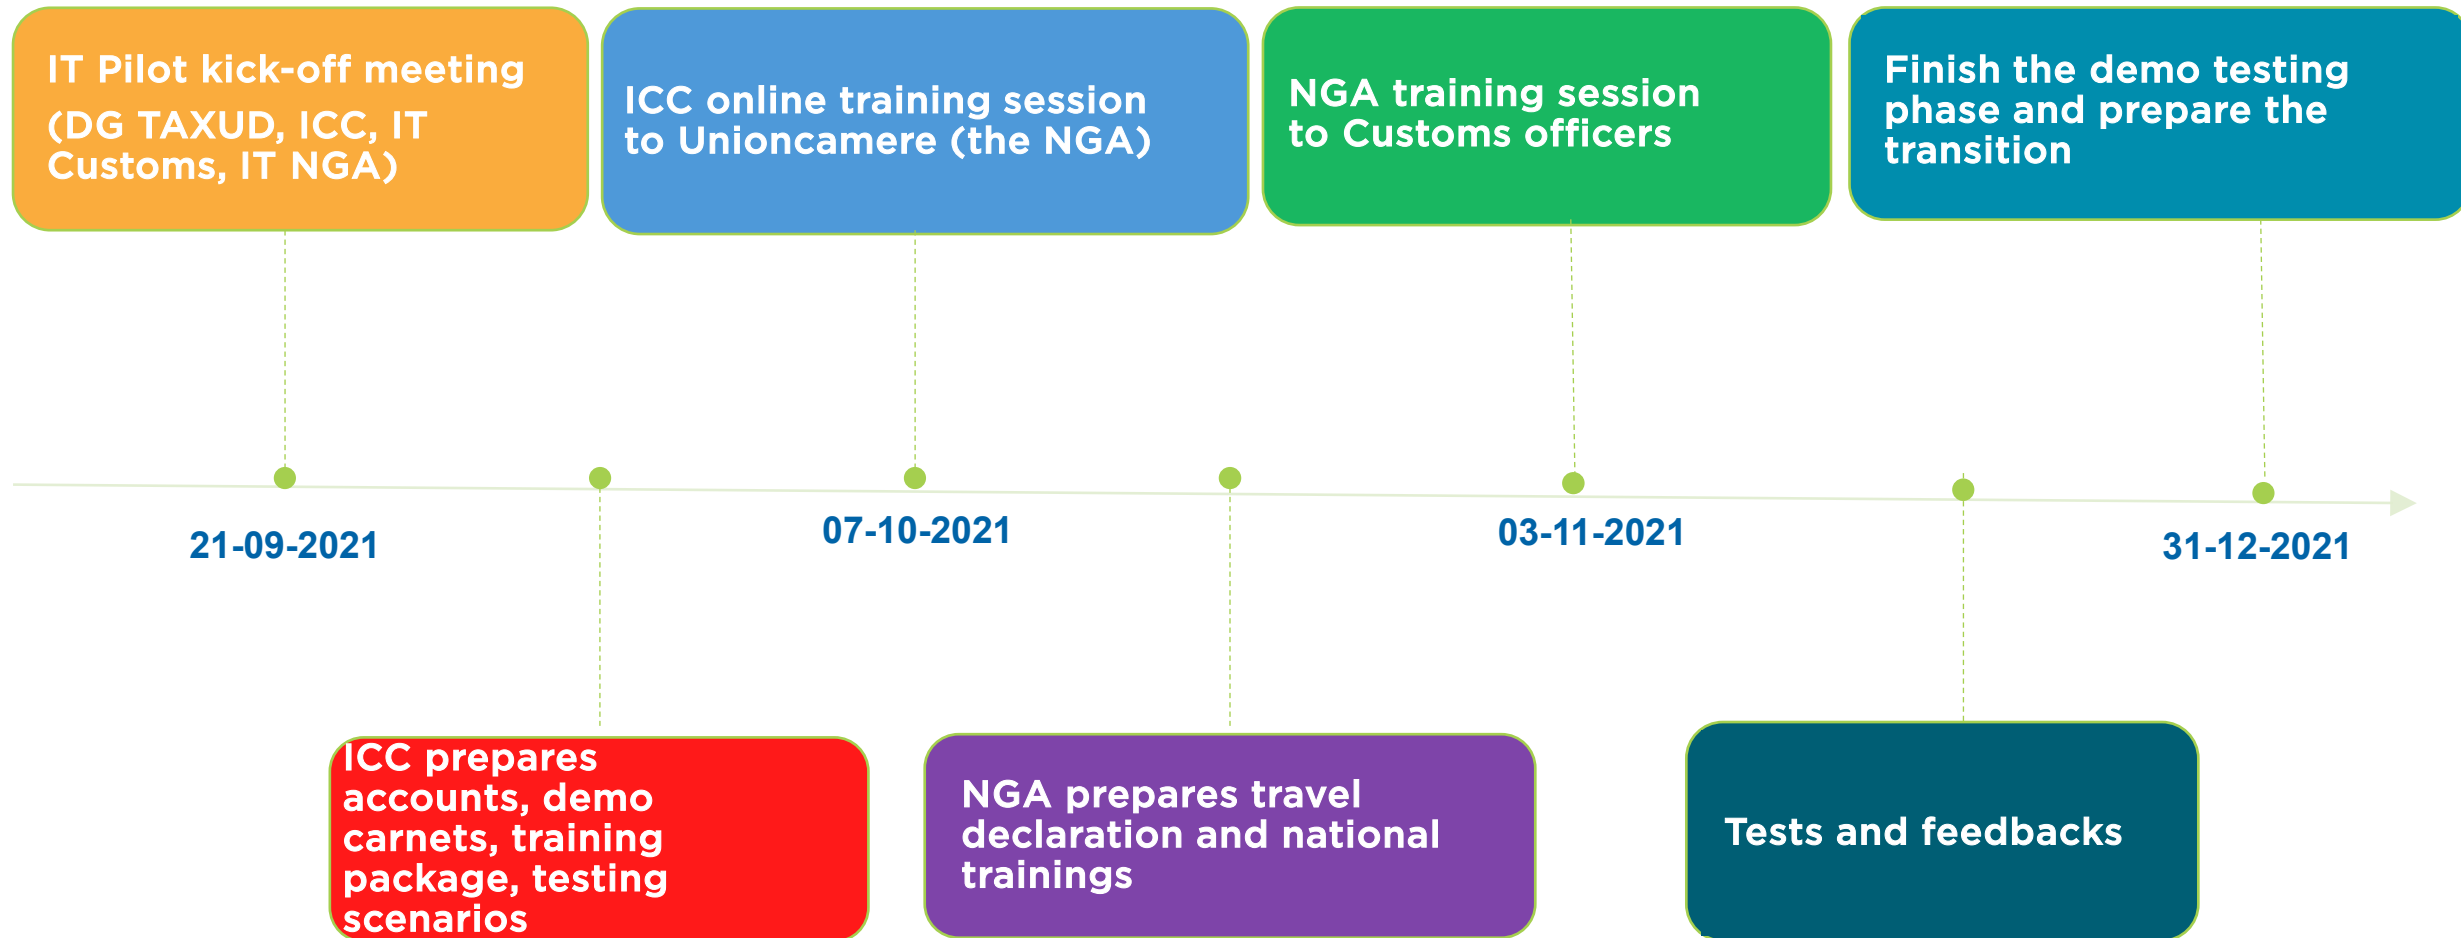 IT Pilot kick-off meeting
(DG TAXUD, ICC, IT
Customs, IT NGA)
ICC online training session
to Unioncamere (the NGA)
NGA training session
to Customs officers
Finish the demo testing
phase and prepare the
transition
21-09-2021
07-10-2021
03-11-2021
31-12-2021
ICC prepares
accounts, demo
carnets, training
package, testing
scenarios
NGA prepares travel
declaration and national
trainings
Tests and feedbacks